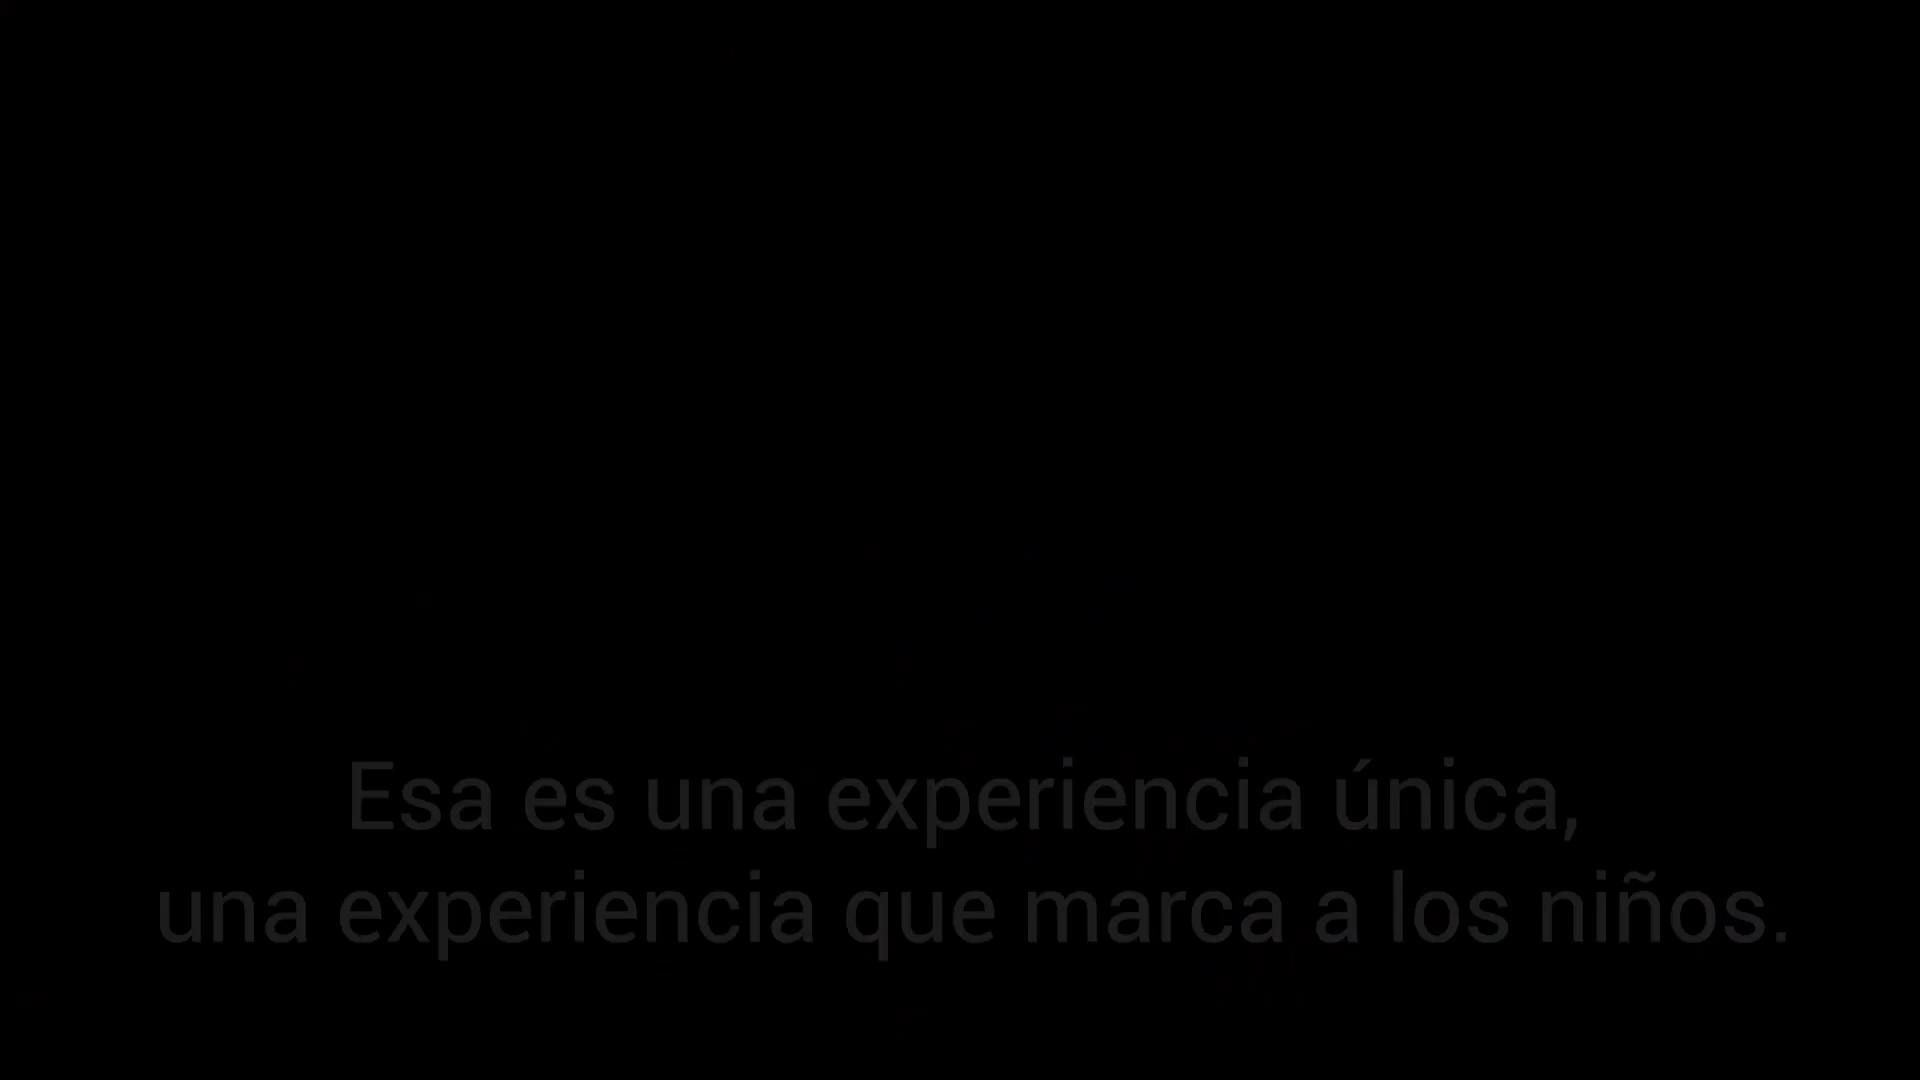 Esa es una experiencia única,
una experiencia que marca a los niños.